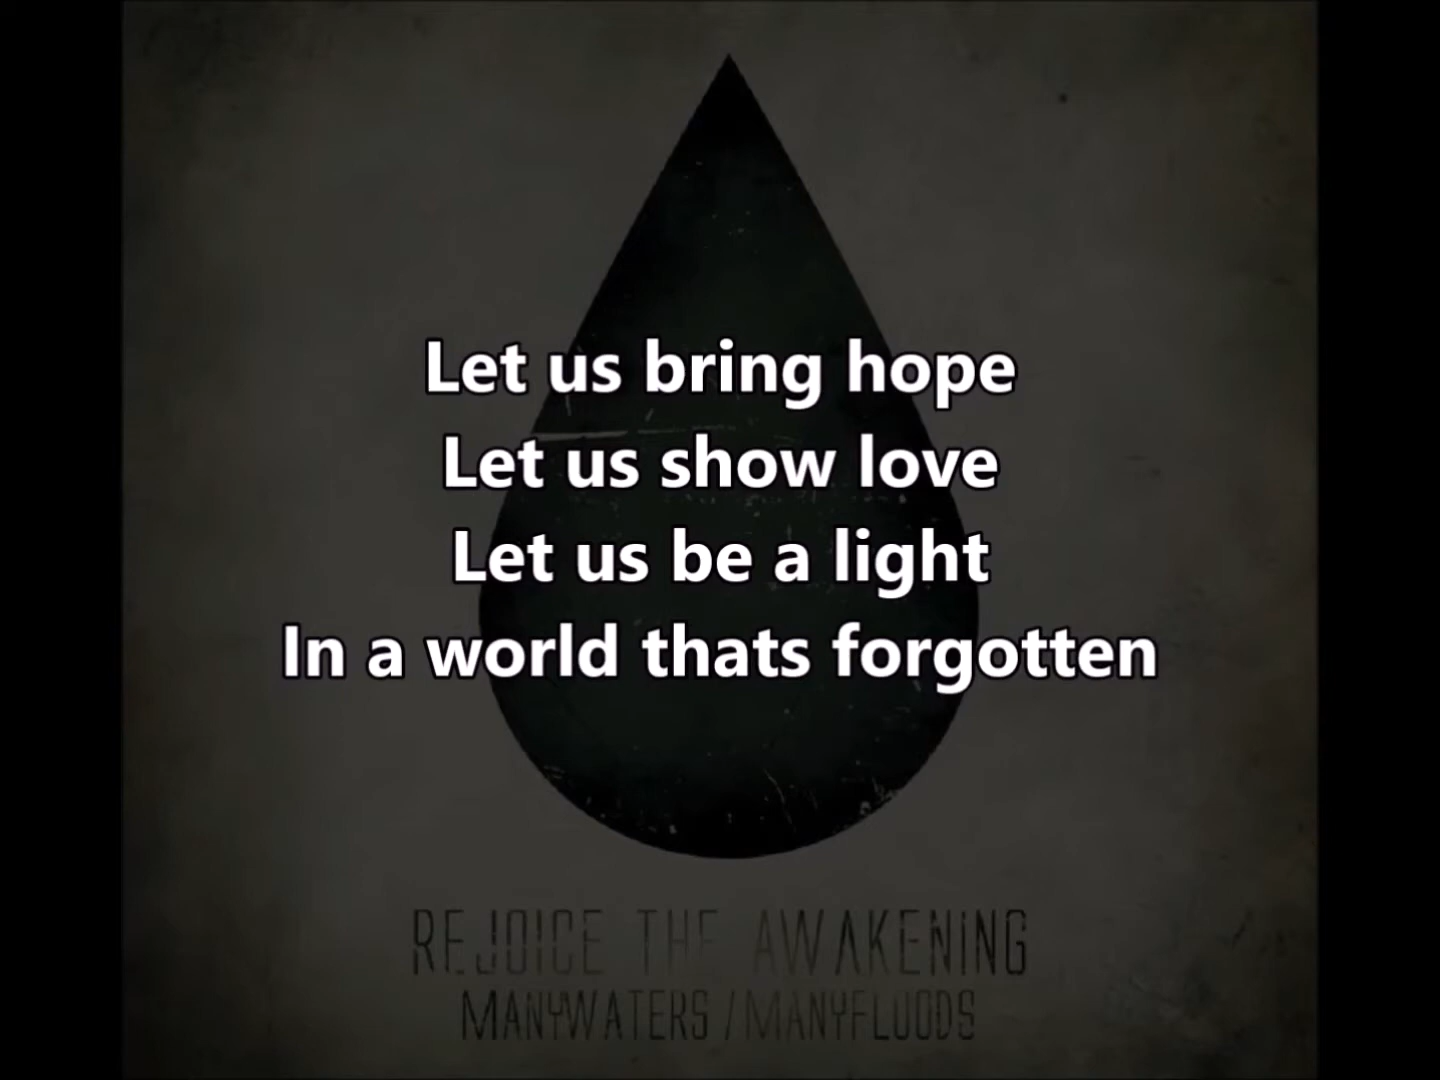 Let us bring hope
Let us show love
Let us be a light
In a world thats forgotten
REJOICE THE AWAKENING
MANYWATERS / MANYFLOODS